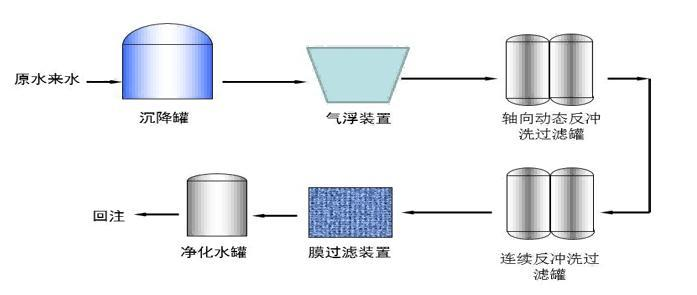 原水来水
沉降罐
气浮装置
轴向动态反冲
洗过滤罐
回注
净化水罐
膜过滤装置
连续反冲洗过
滤罐